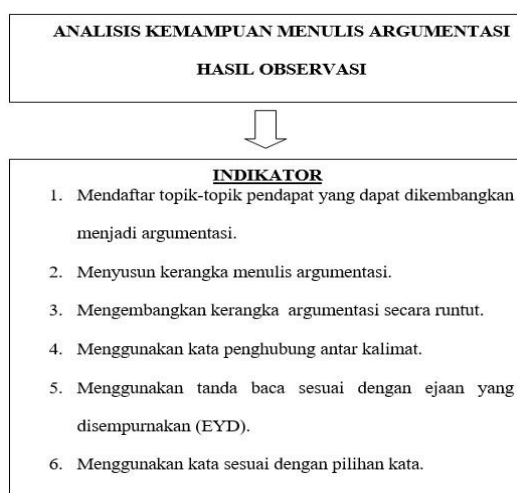 ANALISIS KEMAMPUAN MENULIS ARGUMENTASI
HASIL OBSERVASI
INDIKATOR
1. Mendaftar topik-topik pendapat yang dapat dikembangkan
menjadi argumentasi.
2. Menyusun kerangka menulis argumentasi.
3. Mengembangkan kerangka argumentasi secara runtut.
4. Menggunakan kata penghubung antar kalimat.
5. Menggunakan tanda baca sesuai dengan ejaan yang
disempurnakan (EYD).
6. Menggunakan kata sesuai dengan pilihan kata.